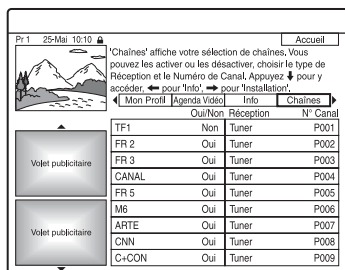 Pr 1 25-Mai 10:10 Accueil
'Chaînes' affiche votre sélection de chaînes. Vous
pouvez les activer ou les désactiver, choisir le type de
Réception et le Numéro de Canal. Appuyez ⬇ pour y
accéder, ⬅ pour 'Info', ➡ pour 'Installation'.
Mon Profil Agenda Vidéo Info Chaînes
Oui/Non Réception N° Canal
TF1 Non Tuner P001
FR 2 Oui Tuner P002
FR 3 Oui Tuner P003
CANAL Oui Tuner P004
FR 5 Oui Tuner P005
M6 Oui Tuner P006
ARTE Oui Tuner P007
CNN Oui Tuner P008
C+CON Oui Tuner P009
Volet publicitaire
Volet publicitaire